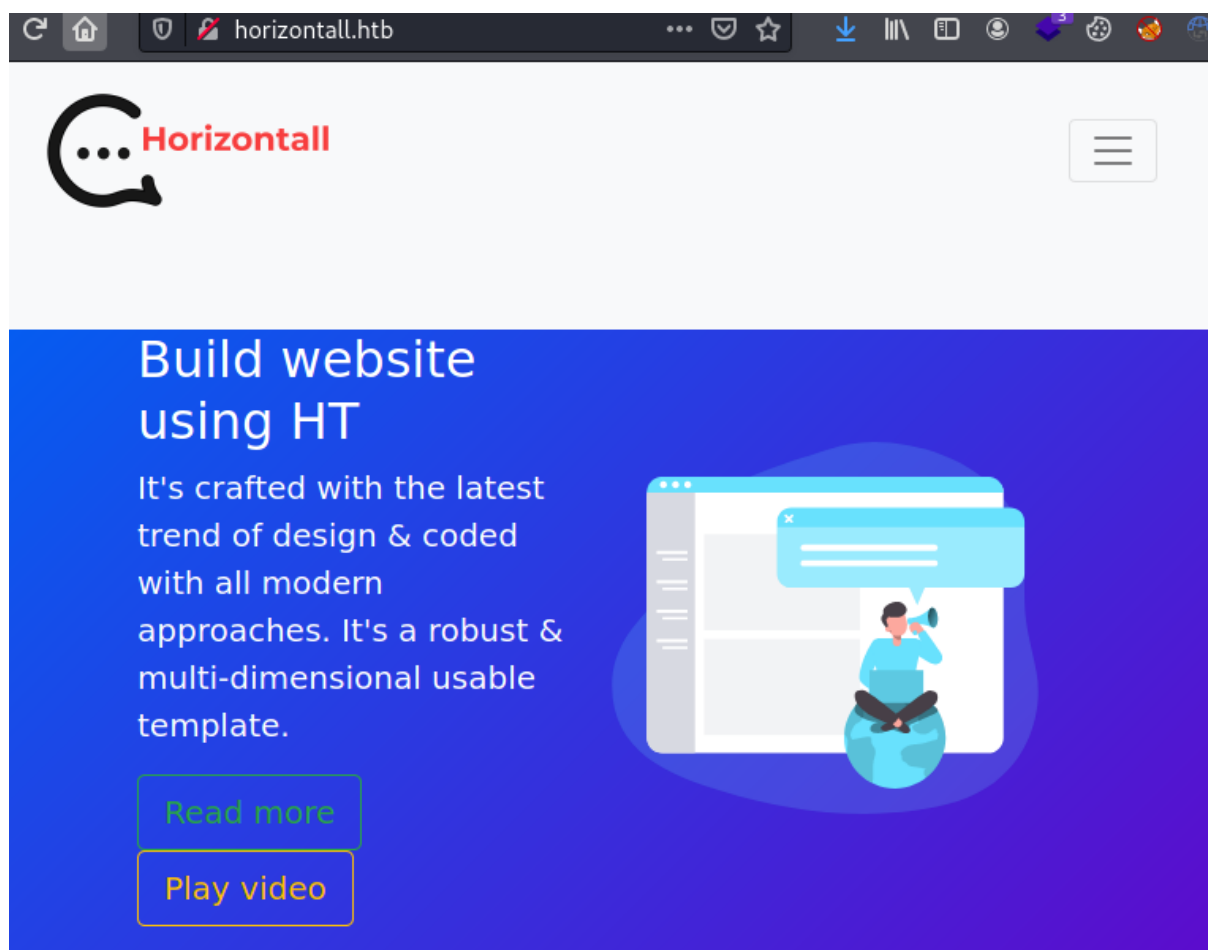 horizontall.htb
3
Horizontall
Build website
using HT
It's crafted with the latest
trend of design & coded
with all modern
approaches. It's a robust &
multi-dimensional usable
template.
Read more
Play video